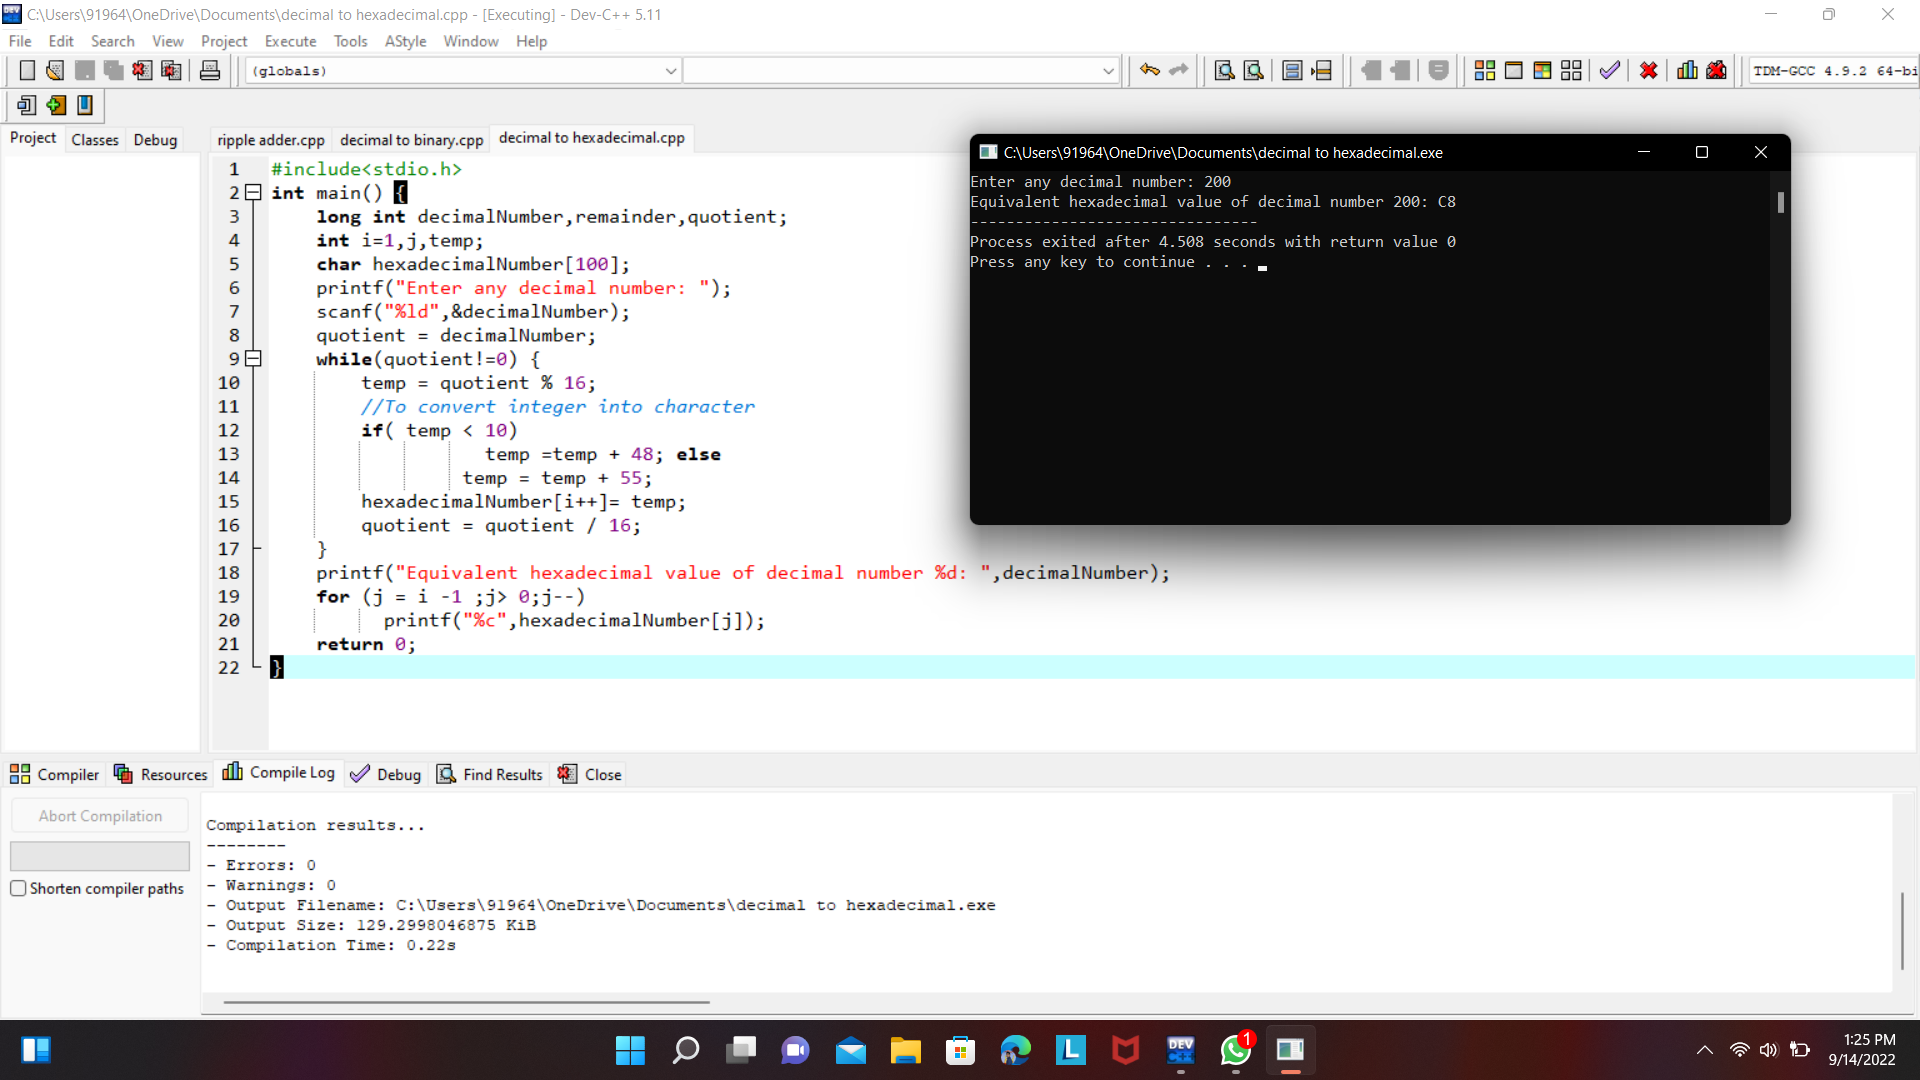 C:\Users\91964\OneDrive\Documents\decimal to hexadecimal.cpp - [Executing] - Dev-C++ 5.11
File Edit Search View Project Execute Tools AStyle Window Help
(globals)
TDM-GCC 4.9.2 64-bi
Project Classes Debug
ripple adder.cpp decimal to binary.cpp decimal to hexadecimal.cpp
1 #include<stdio.h>
2 int main() {
3 long int decimalNumber,remainder,quotient;
4 int i=1,j,temp;
5 char hexadecimalNumber[100];
6 printf("Enter any decimal number: ");
7 scanf("%ld",&decimalNumber);
8 quotient = decimalNumber;
9 while(quotient!=0) {
10 temp = quotient % 16;
11 //To convert integer into character
12 if( temp < 10)
13 temp =temp + 48; else
14 temp = temp + 55;
15 hexadecimalNumber[i++]= temp;
16 quotient = quotient / 16;
17 }
18 printf("Equivalent hexadecimal value of decimal number %d: ",decimalNumber);
19 for (j = i -1 ;j> 0;j--)
20 printf("%c",hexadecimalNumber[j]);
21 return 0;
22 }
C:\Users\91964\OneDrive\Documents\decimal to hexadecimal.exe
Enter any decimal number: 200
Equivalent hexadecimal value of decimal number 200: C8
--------------------------------
Process exited after 4.508 seconds with return value 0
Press any key to continue . . .
Compiler Resources Compile Log Debug Find Results Close
Abort Compilation
Shorten compiler paths
Compilation results...
--------
- Errors: 0
- Warnings: 0
- Output Filename: C:\Users\91964\OneDrive\Documents\decimal to hexadecimal.exe
- Output Size: 129.2998046875 KiB
- Compilation Time: 0.22s
L
DEV
C++
1
1:25 PM
9/14/2022